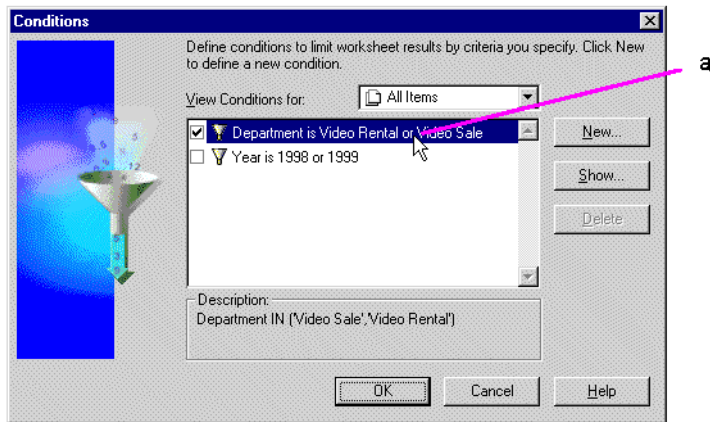 Conditions
Define conditions to limit worksheet results by criteria you specify. Click New
to define a new condition.
a
View Conditions for:
All Items
Department is Video Rental or Video Sale
New...
Year is 1998 or 1999
Show...
Delete
Description:
Department IN ('Video Sale','Video Rental')
OK
Cancel
Help